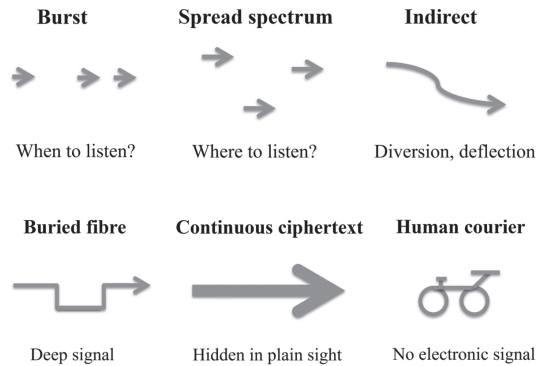 Burst
Spread spectrum
Indirect
When to listen?
Where to listen?
Diversion, deflection
Buried fibre
Continuous ciphertext
Human courier
Deep signal
Hidden in plain sight
No electronic signal